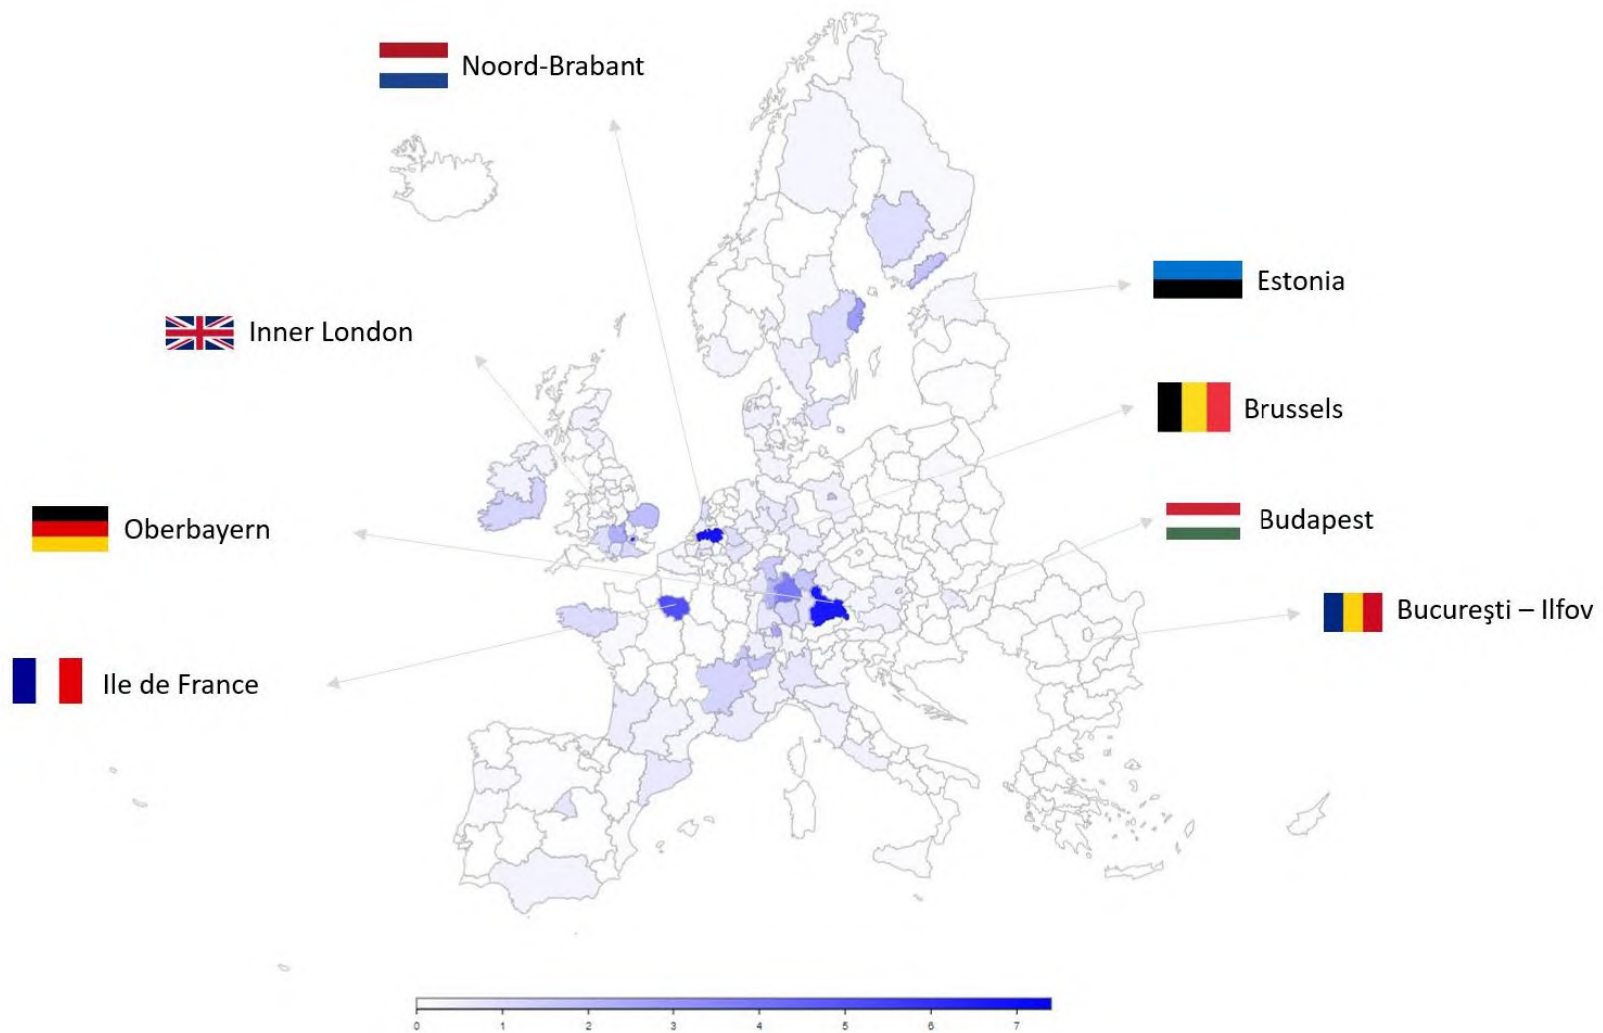 Noord-Brabant
Estonia
Inner London
Brussels
Budapest
Oberbayern
Bucureşti – Ilfov
Ile de France
0 1 2 3 4 5 6 7